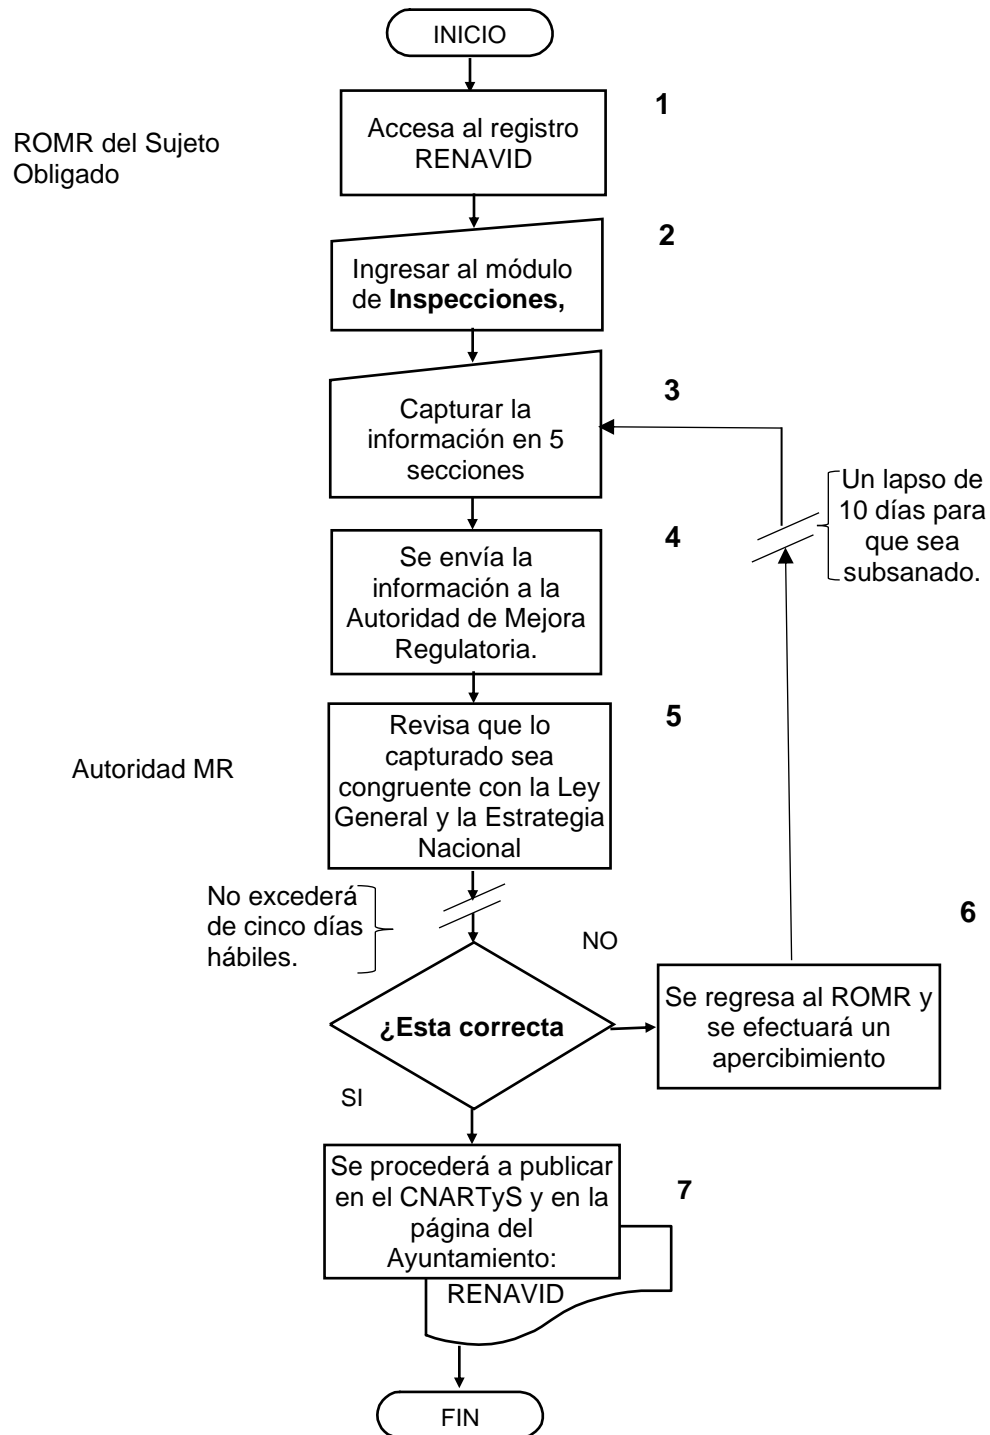 INICIO
1
ROMR del Sujeto
Obligado
Accesa al registro
RENAVID
2
Ingresar al módulo
de Inspecciones,
3
Capturar la
información en 5
secciones
Un lapso de
10 días para
que sea
subsanado.
4
Se envía la
información a la
Autoridad de Mejora
Regulatoria.
5
Autoridad MR
Revisa que lo
capturado sea
congruente con la Ley
General y la Estrategia
Nacional
No excederá
de cinco días
hábiles.
6
NO
¿Esta correcta
Se regresa al ROMR y
se efectuará un
apercibimiento
SI
7
Se procederá a publicar
en el CNARTyS y en la
página del
Ayuntamiento:
RENAVID
FIN